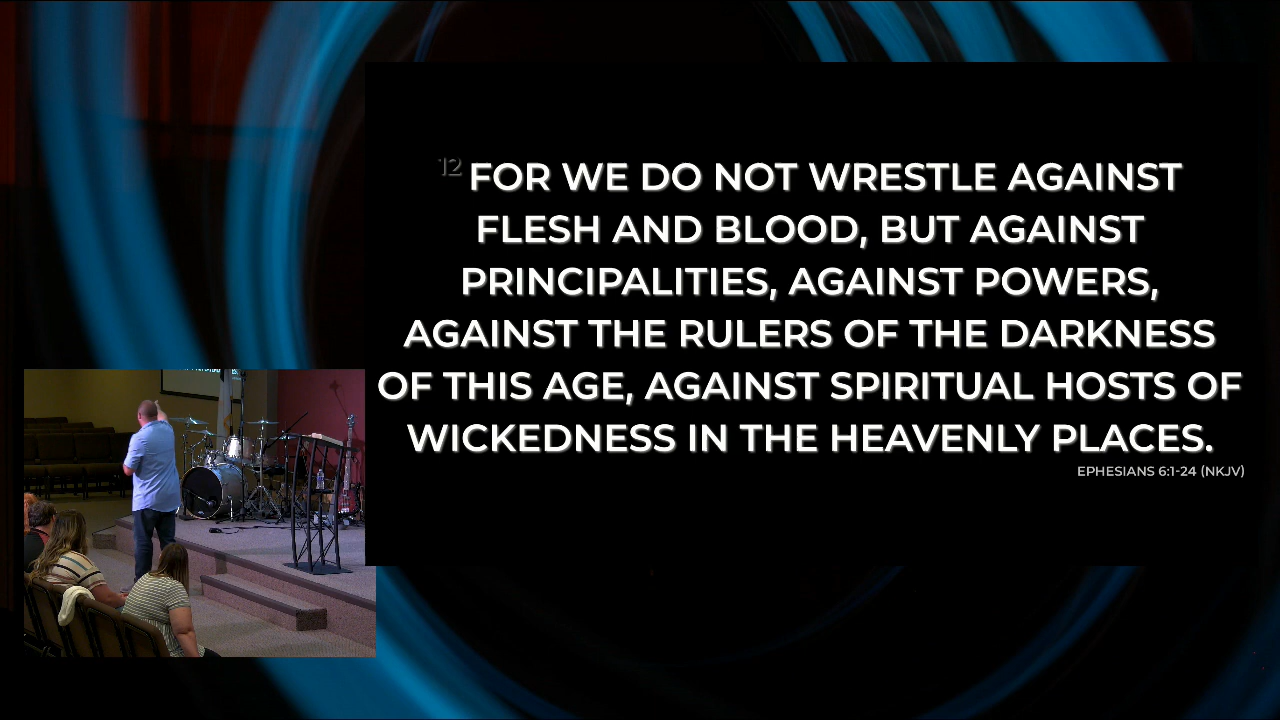 12 FOR WE DO NOT WRESTLE AGAINST
FLESH AND BLOOD, BUT AGAINST
PRINCIPALITIES, AGAINST POWERS,
AGAINST THE RULERS OF THE DARKNESS
OF THIS AGE, AGAINST SPIRITUAL HOSTS OF
WICKEDNESS IN THE HEAVENLY PLACES.
EPHESIANS 6:1-24 (NKJV)